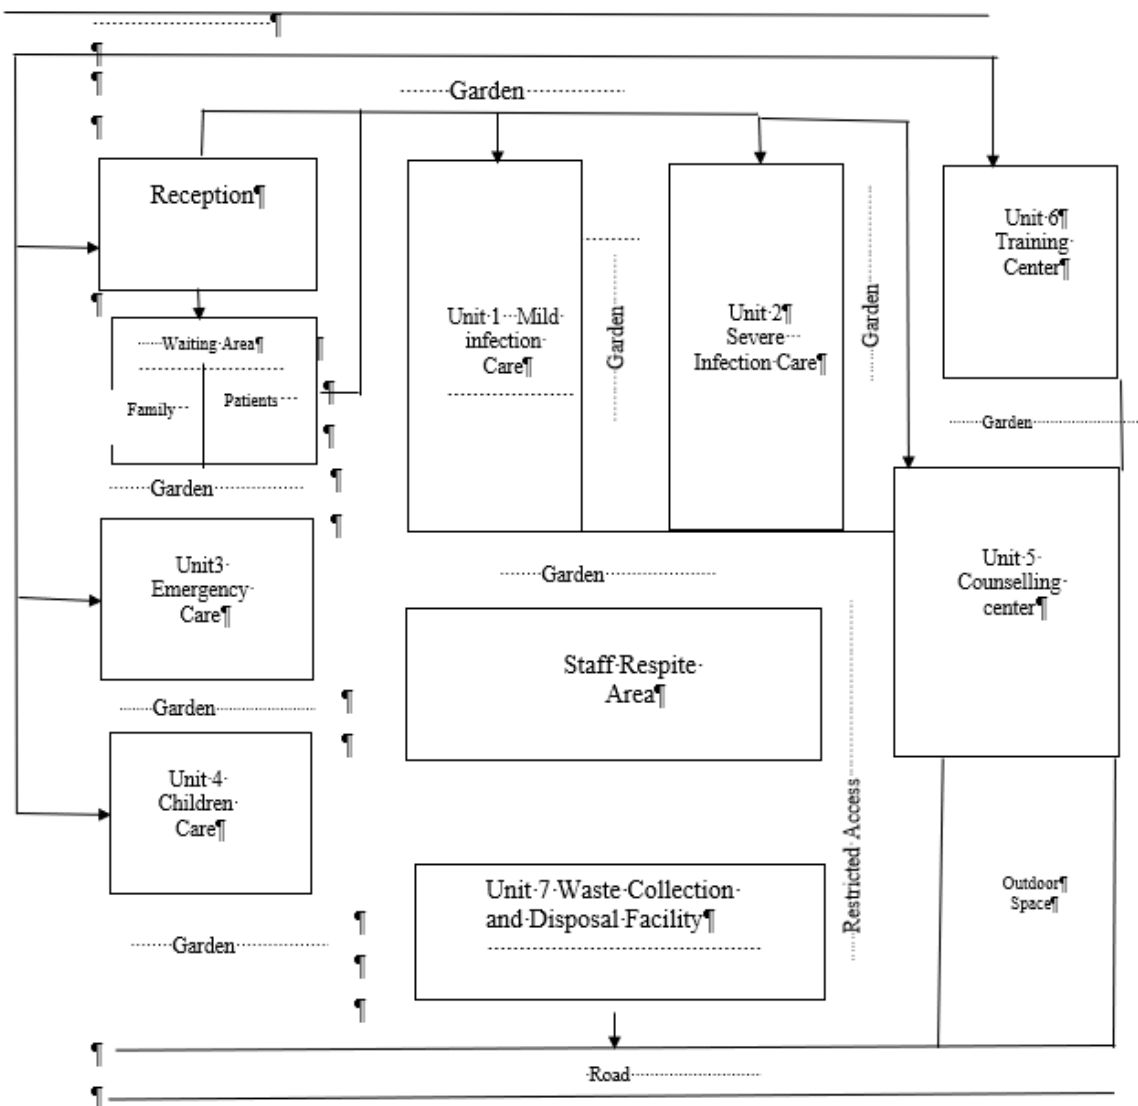 Garden
Reception
Unit 6
Training
Center
Unit 1 Mild
infection
Care
Garden
Unit 2
Severe
Infection Care
Garden
Waiting Area
Family
Patients
Garden
Garden
Unit3
Emergency
Care
Garden
Unit 5
Counselling
center
Staff Respite
Area
Garden
Unit 4
Children
Care
Restricted Access
Unit 7 Waste Collection
and Disposal Facility
Outdoor
Space
Garden
Road